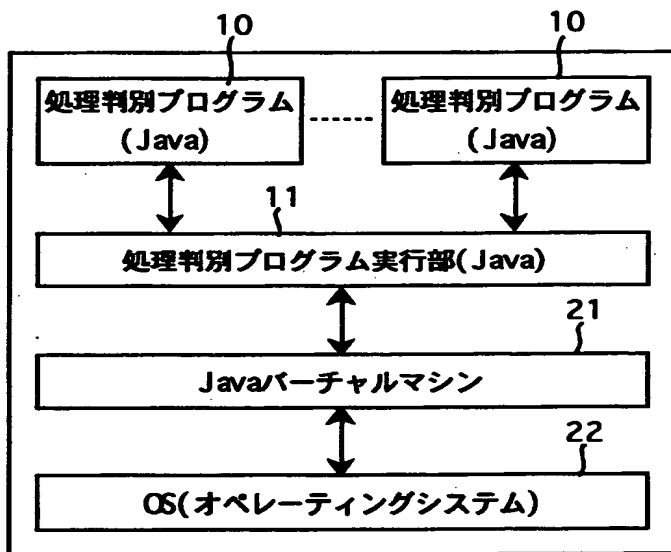 10
10
処理判別プログラム
(Java)
処理判別プログラム
(Java)
11
処理判別プログラム実行部(Java)
21
Javaバーチャルマシン
22
OS(オペレーティングシステム)